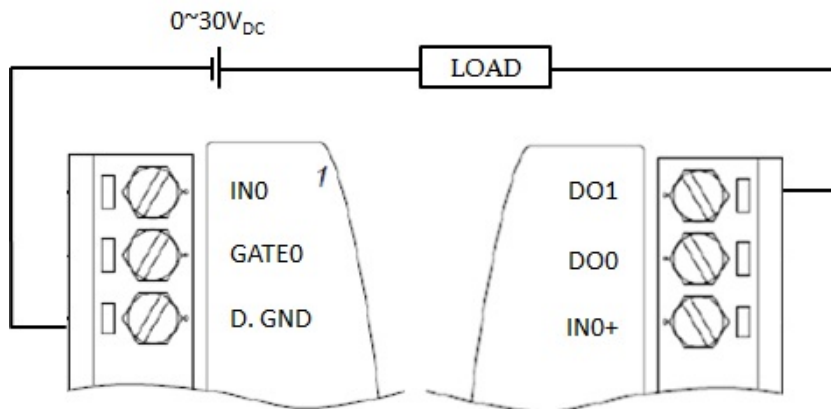 0~30VDC
LOAD
1
IN0
GATE0
D. GND
DO1
DO0
IN0+